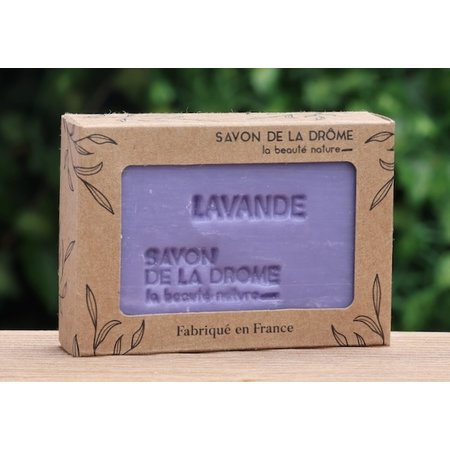 SAVON DE LA DRÔME
la beauté nature
LAVANDE
SAVON
DE LA DROME
la beauté nature
Fabriqué en France